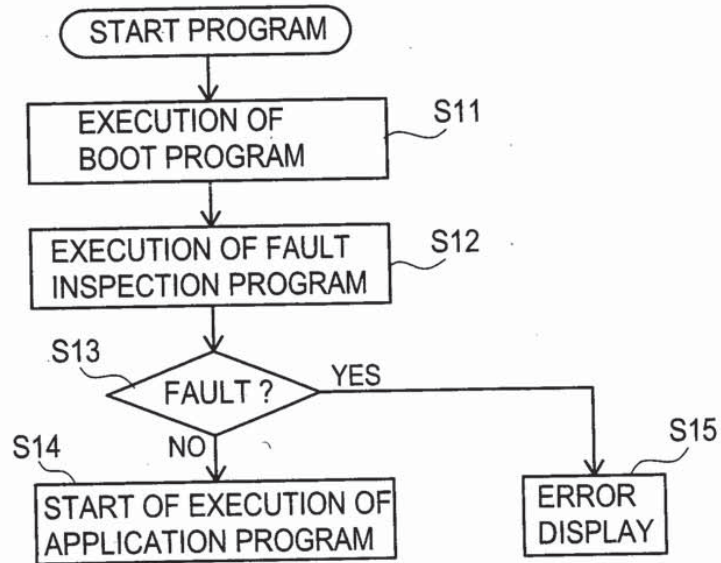 START PROGRAM
EXECUTION OF
BOOT PROGRAM
S11
EXECUTION OF FAULT
INSPECTION PROGRAM
S12
S13
FAULT ?
YES
NO
S14
START OF EXECUTION OF
APPLICATION PROGRAM
S15
ERROR
DISPLAY